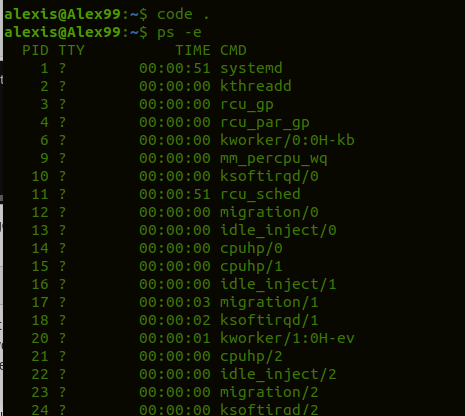 alexis@Alex99:~$ code .
alexis@Alex99:~$ ps -e
    PID TTY          TIME CMD
      1 ?        00:00:51 systemd
      2 ?        00:00:00 kthreadd
      3 ?        00:00:00 rcu_gp
      4 ?        00:00:00 rcu_par_gp
      6 ?        00:00:00 kworker/0:0H-kb
      9 ?        00:00:00 mm_percpu_wq
     10 ?        00:00:00 ksoftirqd/0
     11 ?        00:00:51 rcu_sched
     12 ?        00:00:00 migration/0
     13 ?        00:00:00 idle_inject/0
     14 ?        00:00:00 cpuhp/0
     15 ?        00:00:00 cpuhp/1
     16 ?        00:00:00 idle_inject/1
     17 ?        00:00:03 migration/1
     18 ?        00:00:02 ksoftirqd/1
     20 ?        00:00:01 kworker/1:0H-ev
     21 ?        00:00:00 cpuhp/2
     22 ?        00:00:00 idle_inject/2
     23 ?        00:00:00 migration/2
     24 ?        00:00:00 ksoftirqd/2